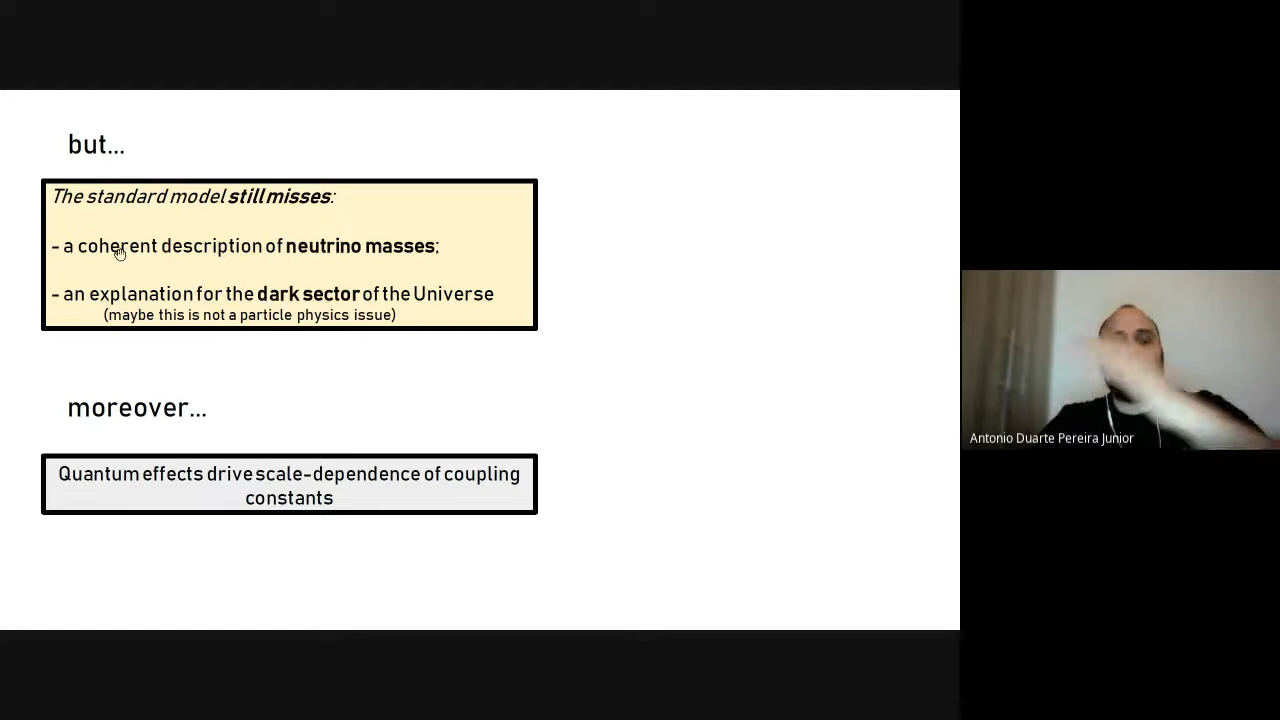 but...
The standard model still misses:
- a coherent description of neutrino masses;
- an explanation for the dark sector of the Universe
(maybe this is not a particle physics issue)
moreover...
Quantum effects drive scale-dependence of coupling
constants
Antonio Duarte Pereira Junior